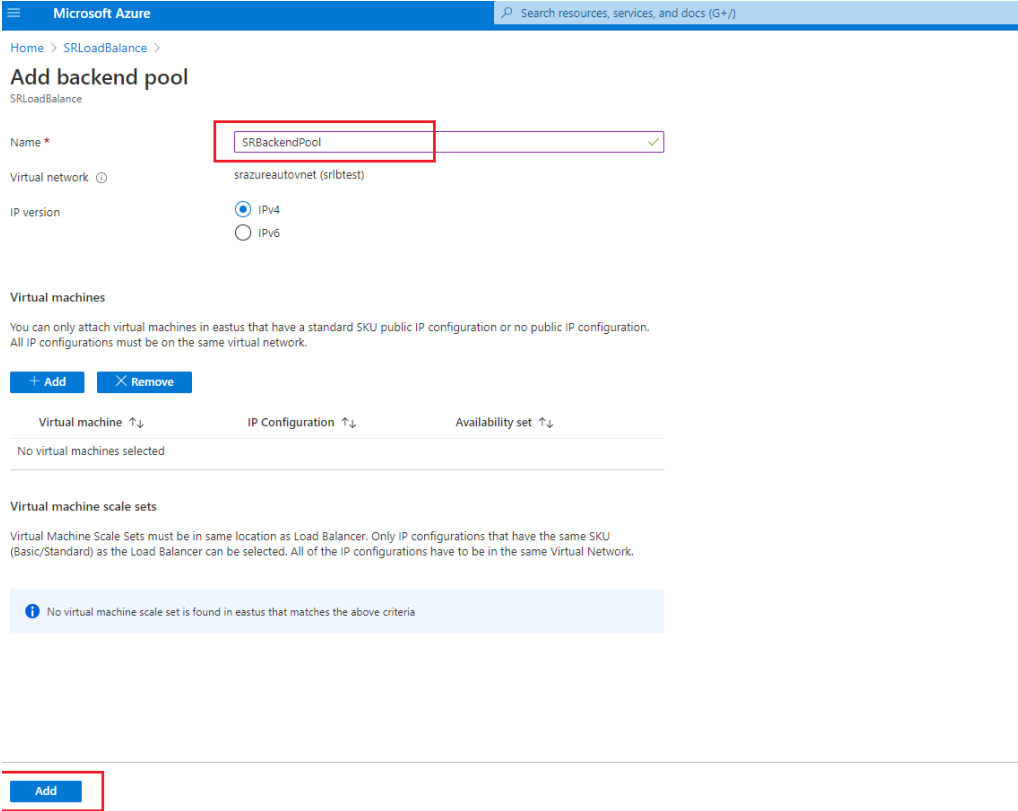 Microsoft Azure
Search resources, services, and docs (G+/)
Home > SRLoadBalance >
Add backend pool
SRLoadBalance
Name *
SRBackendPool
Virtual network
srazureautovnet (srlbtest)
IP version
IPv4
IPv6
Virtual machines
You can only attach virtual machines in eastus that have a standard SKU public IP configuration or no public IP configuration.
All IP configurations must be on the same virtual network.
+ Add
Remove
Virtual machine ↑↓ IP Configuration ↑↓ Availability set ↑↓
No virtual machines selected
Virtual machine scale sets
Virtual Machine Scale Sets must be in same location as Load Balancer. Only IP configurations that have the same SKU
(Basic/Standard) as the Load Balancer can be selected. All of the IP configurations have to be in the same Virtual Network.
No virtual machine scale set is found in eastus that matches the above criteria
Add